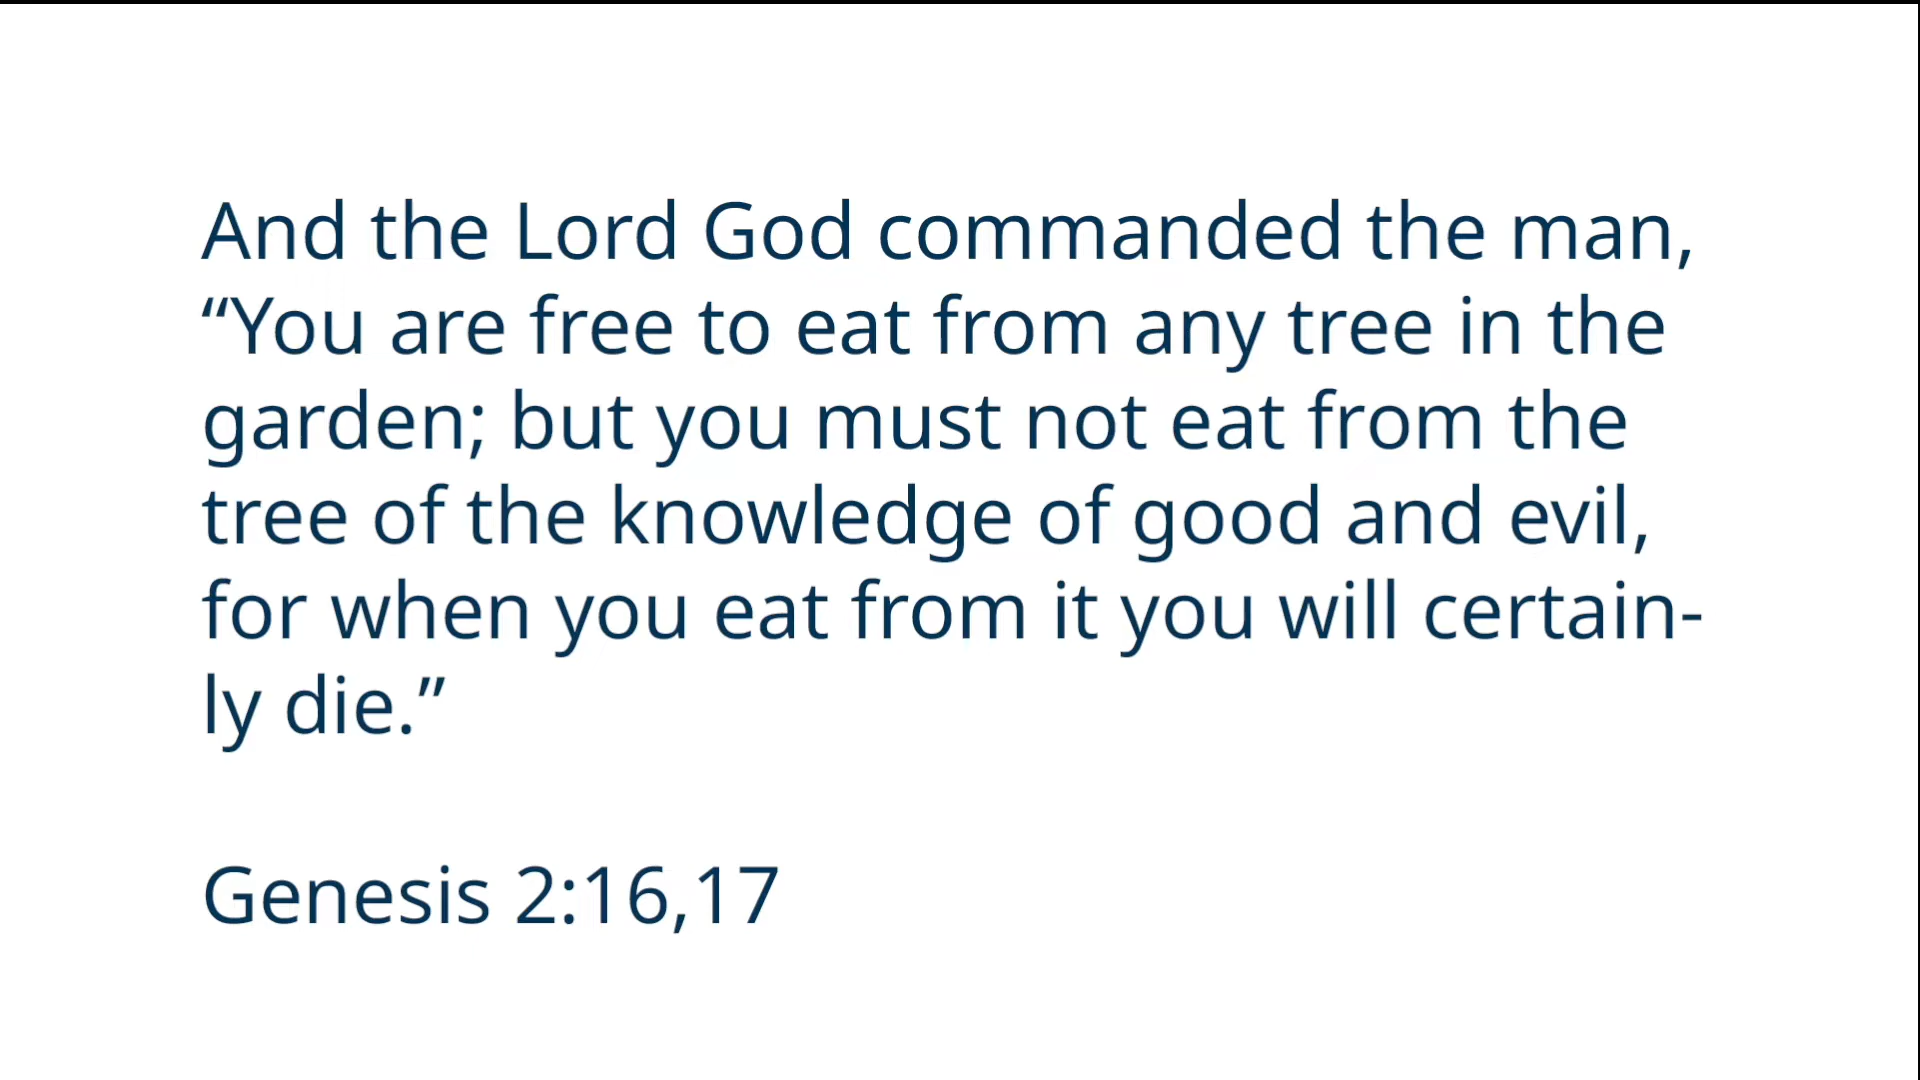 And the Lord God commanded the man,
“You are free to eat from any tree in the
garden; but you must not eat from the
tree of the knowledge of good and evil,
for when you eat from it you will certain-
ly die.”
Genesis 2:16,17